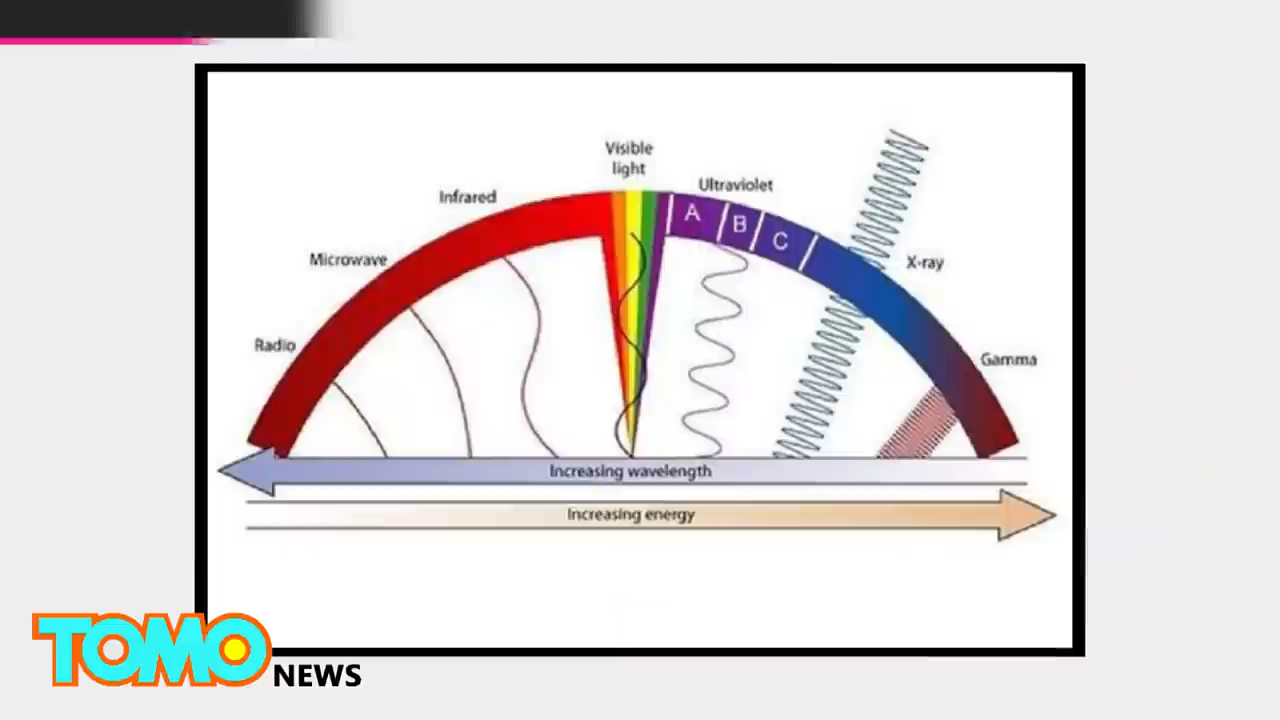 Visible
light
Ultraviolet
Infrared
A
B
C
Microwave
X-ray
Radio
Gamma
Increasing wavelength
Increasing energy
TOMO
NEWS